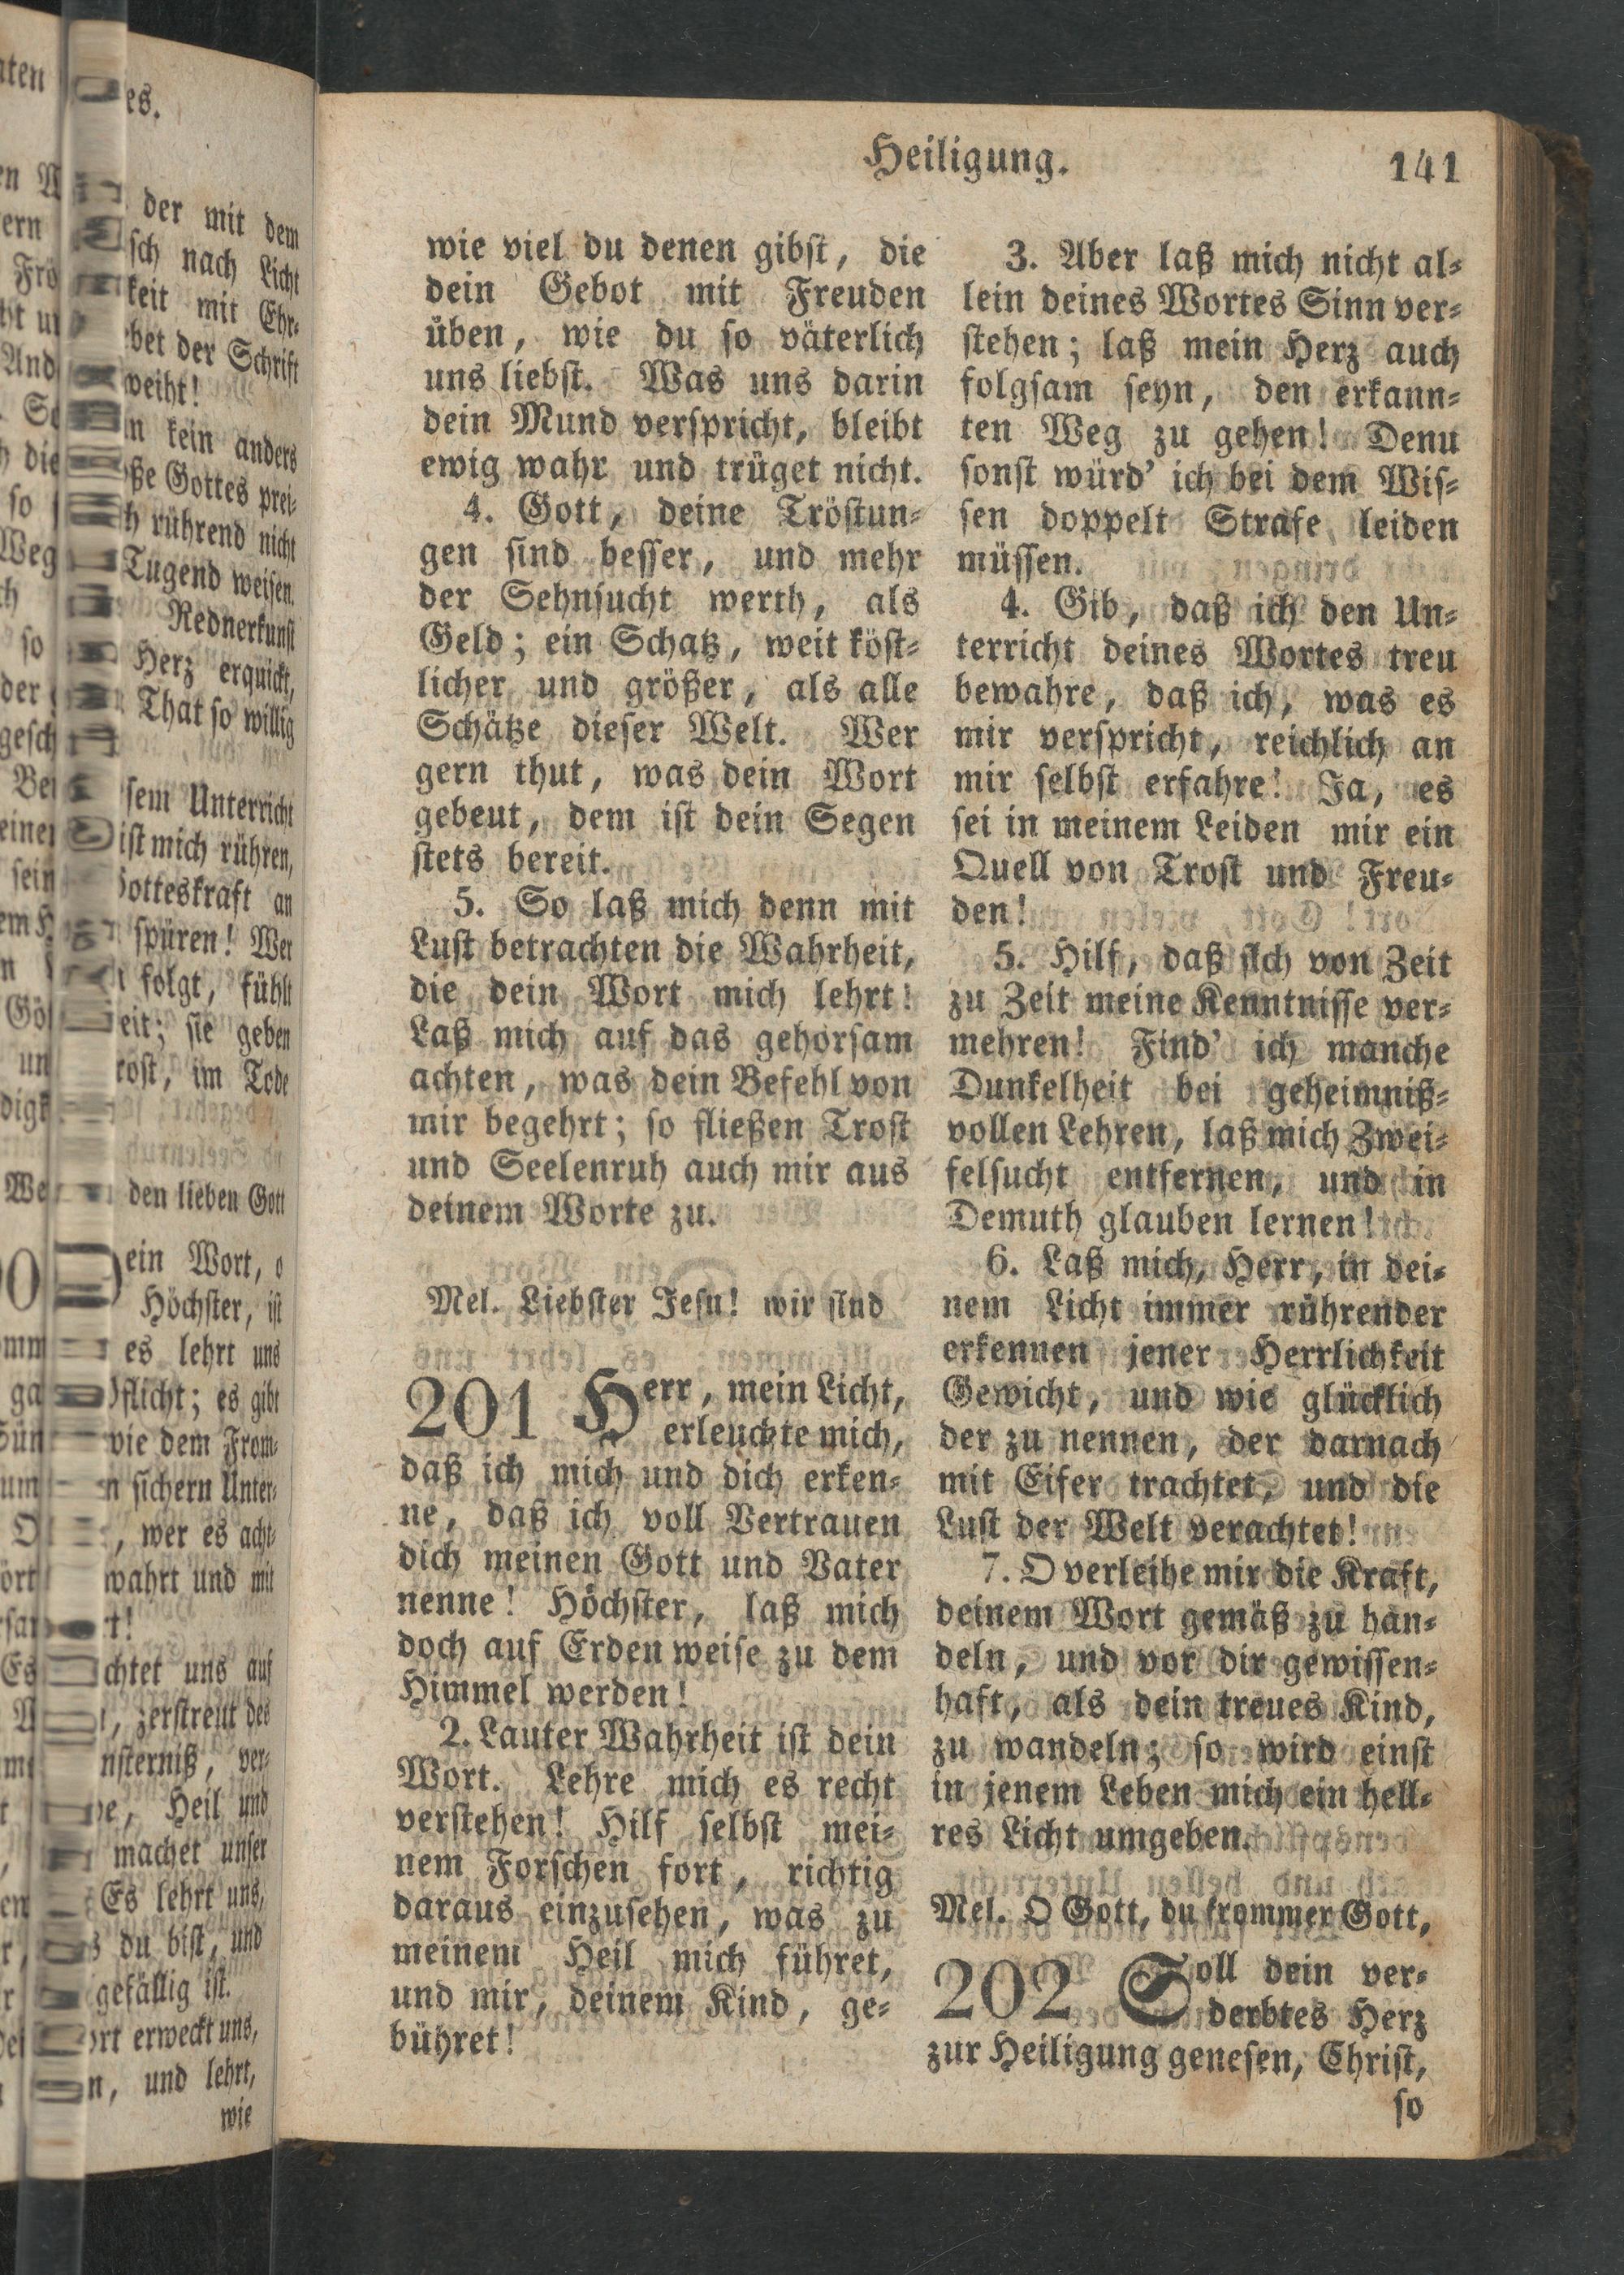 Heiligung. 141
wie viel du denen gibst, die
dein Gebot mit Freuden
üben, wie du so väterlich
uns liebst. Was uns darin
dein Mund verspricht, bleibt
ewig wahr und trüget nicht.
4. Gott, deine Tröstun-
gen sind besser, und mehr
der Sehnsucht werth, als
Geld; ein Schatz, weit köst-
licher und größer, als alle
Schätze dieser Welt. Wer
gern thut, was dein Wort
gebeut, dem ist dein Segen
stets bereit.
5. So laß mich denn mit
Lust betrachten die Wahrheit,
die dein Wort mich lehrt!
Laß mich auf das gehorsam
achten, was dein Befehl von
mir begehrt; so fließen Trost
und Seelenruh auch mir aus
deinem Worte zu.
Mel. Liebster Jesu! wir sind
201 Herr, mein Licht,
erleuchte mich,
daß ich mich und dich erken-
ne, daß ich voll Vertrauen
dich meinen Gott und Vater
nenne! Höchster, laß mich
doch auf Erden weise zu dem
Himmel werden!
2. Lauter Wahrheit ist dein
Wort. Lehre mich es recht
verstehen! Hilf selbst mei-
nem Forschen fort, richtig
daraus einzusehen, was zu
meinem Heil mich führet,
und mir, deinem Kind, ge-
bühret!
3. Aber laß mich nicht al-
lein deines Wortes Sinn ver-
stehen; laß mein Herz auch
folgsam seyn, den erkann-
ten Weg zu gehen! Denn
sonst würd' ich bei dem Wis-
sen doppelt Strafe leiden
müssen.
4. Gib, daß ich den Un-
terricht deines Wortes treu
bewahre, daß ich, was es
mir verspricht, reichlich an
mir selbst erfahre! Ja, es
sei in meinem Leiden mir ein
Quell von Trost und Freu-
den!
5. Hilf, daß sich von Zeit
zu Zeit meine Kenntnisse ver-
mehren! Find' ich manche
Dunkelheit bei geheimniß-
vollen Lehren, laß mich Zwei-
felsucht entfernen, und in
Demuth glauben lernen!
6. Laß mich, Herr, in dei-
nem Licht immer rührender
erkennen jener Herrlichkeit
Gewicht, und wie glücklich
der zu nennen, der darnach
mit Eifer trachtet, und die
Lust der Welt verachtet!
7. O verleihe mir die Kraft,
deinem Wort gemäß zu han-
deln, und vor dir gewissen-
haft, als dein treues Kind,
zu wandeln; so wird einst
in jenem Leben mich ein hell-
res Licht umgeben.
Mel. O Gott, du frommer Gott,
202 Soll dein ver-
derbtes Herz
zur Heiligung genesen, Christ,
so